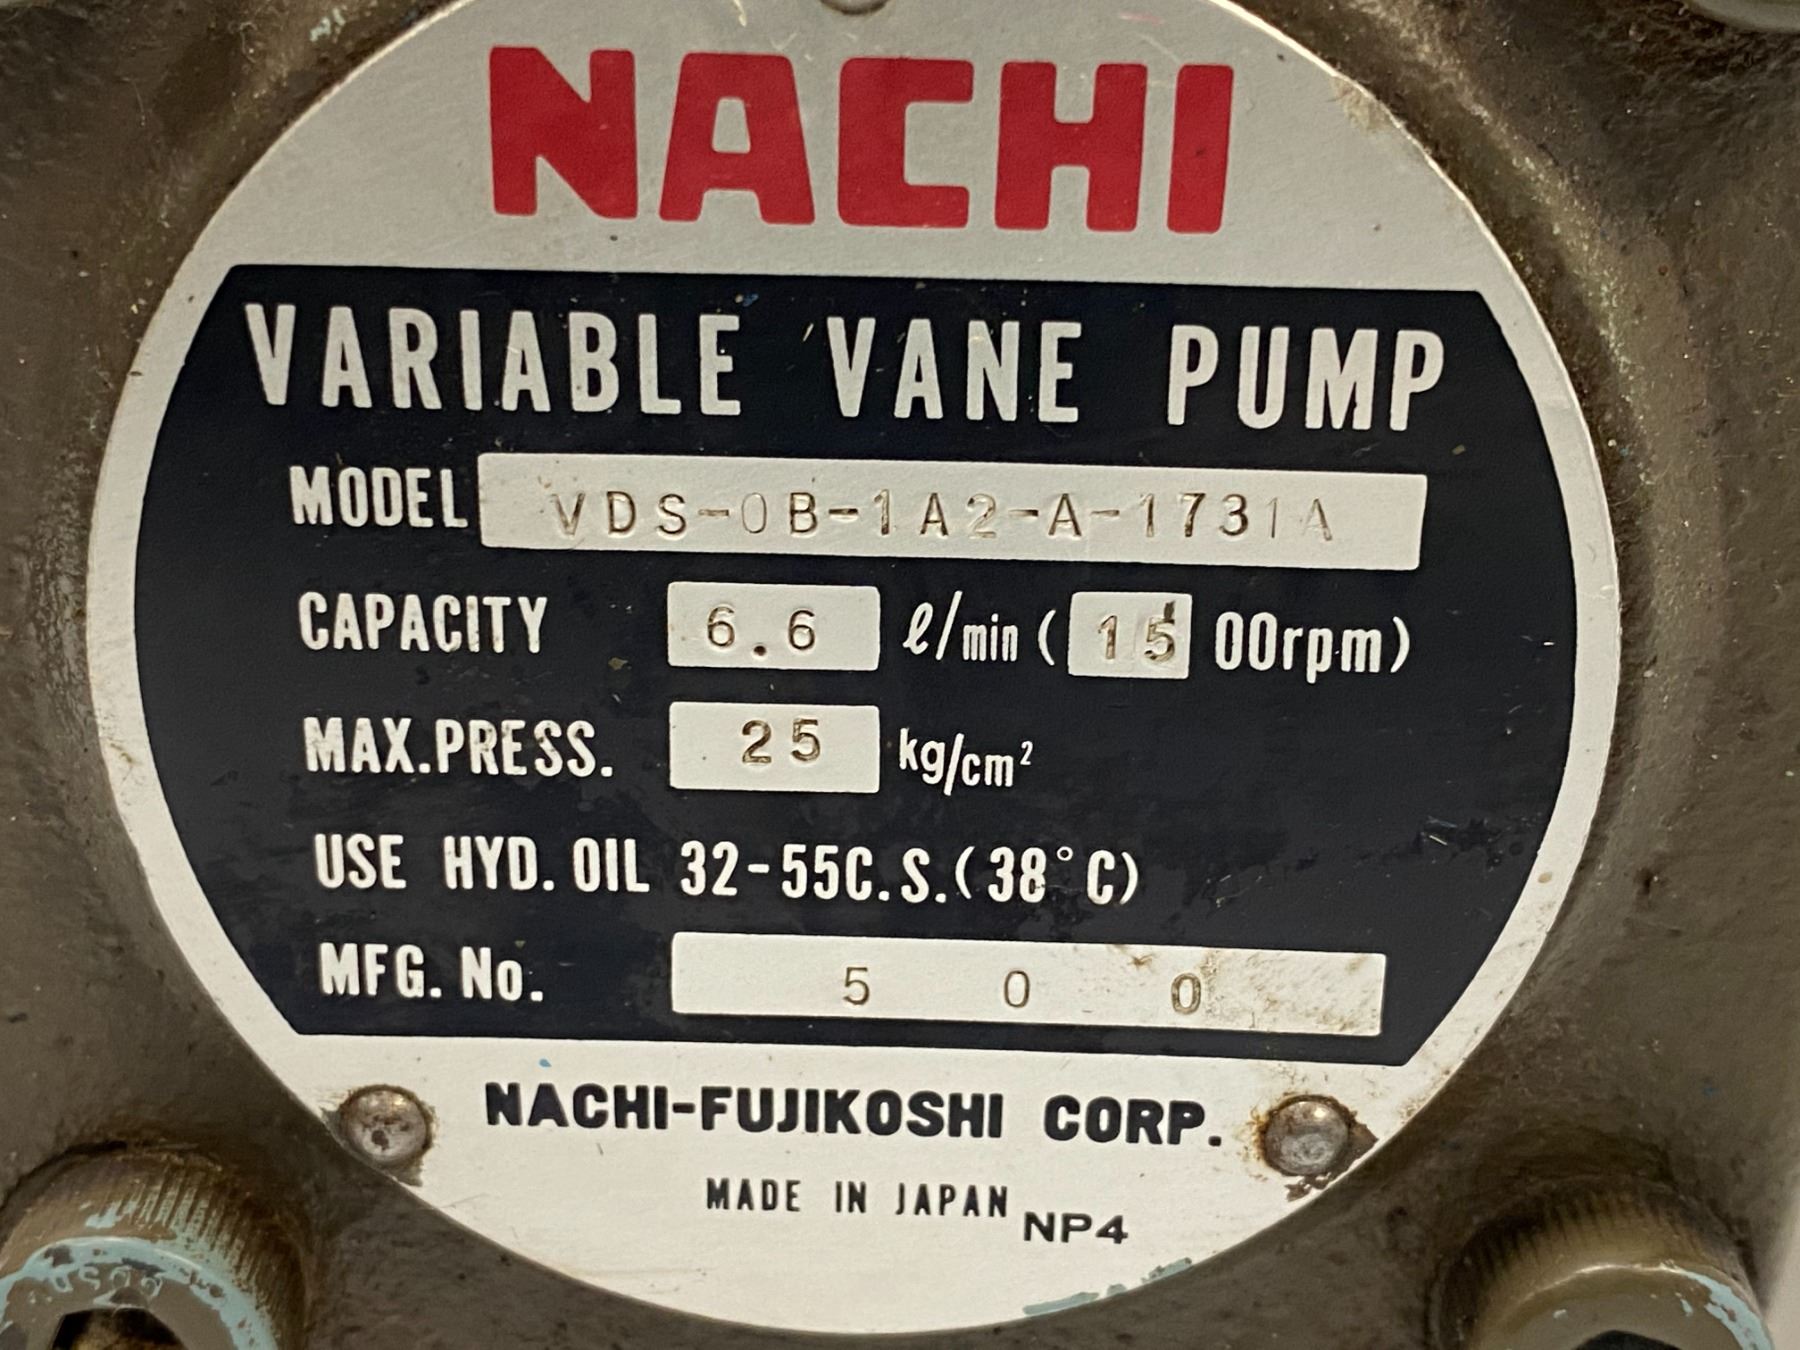 NACHI
VARIABLE VANE PUMP
MODEL VDS-0B-1A2-A-1731A
CAPACITY 6.6 ℓ/min ( 15 00rpm)
MAX.PRESS. 25 kg/cm²
USE HYD. OIL 32-55C.S.(38°C)
MFG. No. 5 0 0
NACHI-FUJIKOSHI CORP.
MADE IN JAPAN NP4